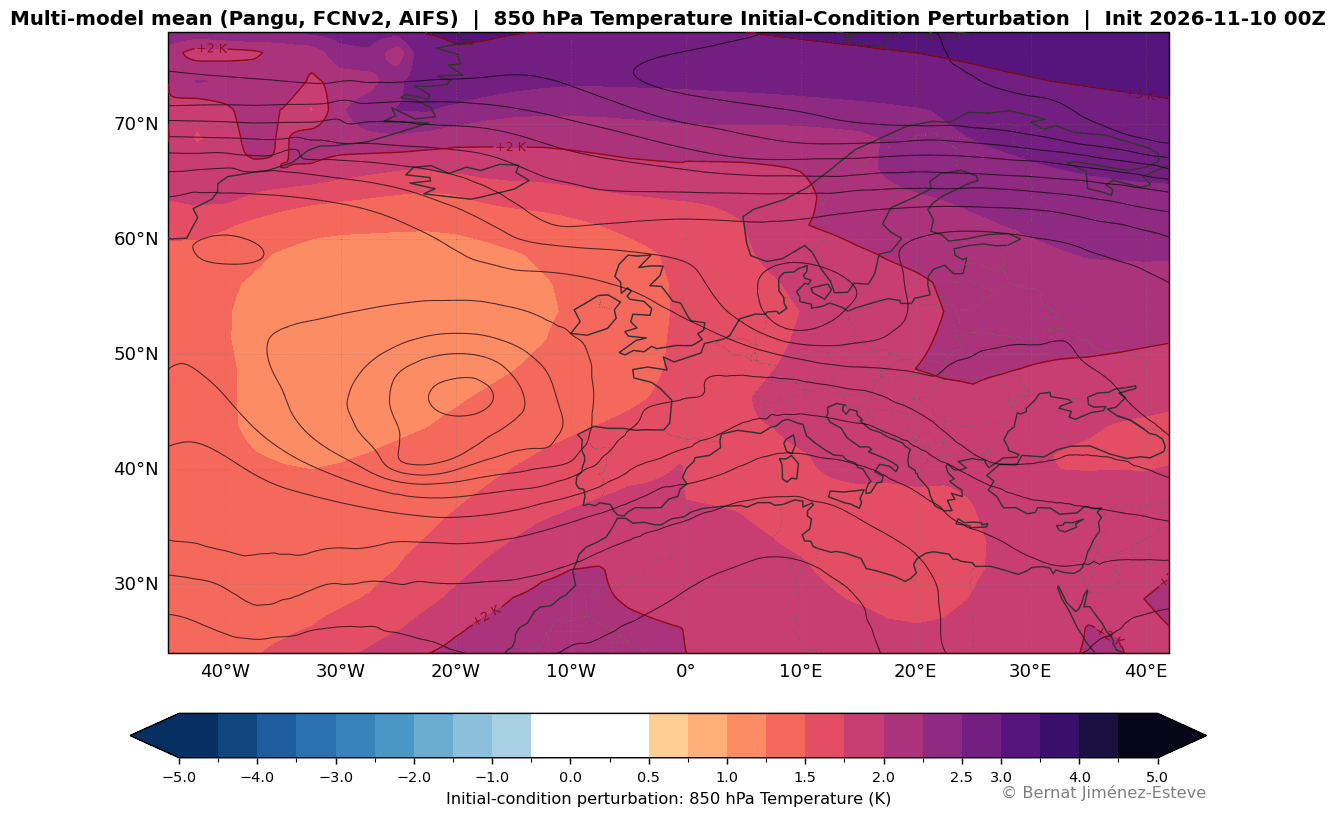 Multi-model mean (Pangu, FCNv2, AIFS) | 850 hPa Temperature Initial-Condition Perturbation | Init 2026-11-10 00Z
+2 K
+3 K
70°N
+2 K
60°N
50°N
40°N
30°N
+2 K
+2 K
40°W 30°W 20°W 10°W 0° 10°E 20°E 30°E 40°E
−5.0 −4.0 −3.0 −2.0 −1.0 0.0 0.5 1.0 1.5 2.0 2.5 3.0 4.0 5.0
Initial-condition perturbation: 850 hPa Temperature (K)
© Bernat Jiménez-Esteve